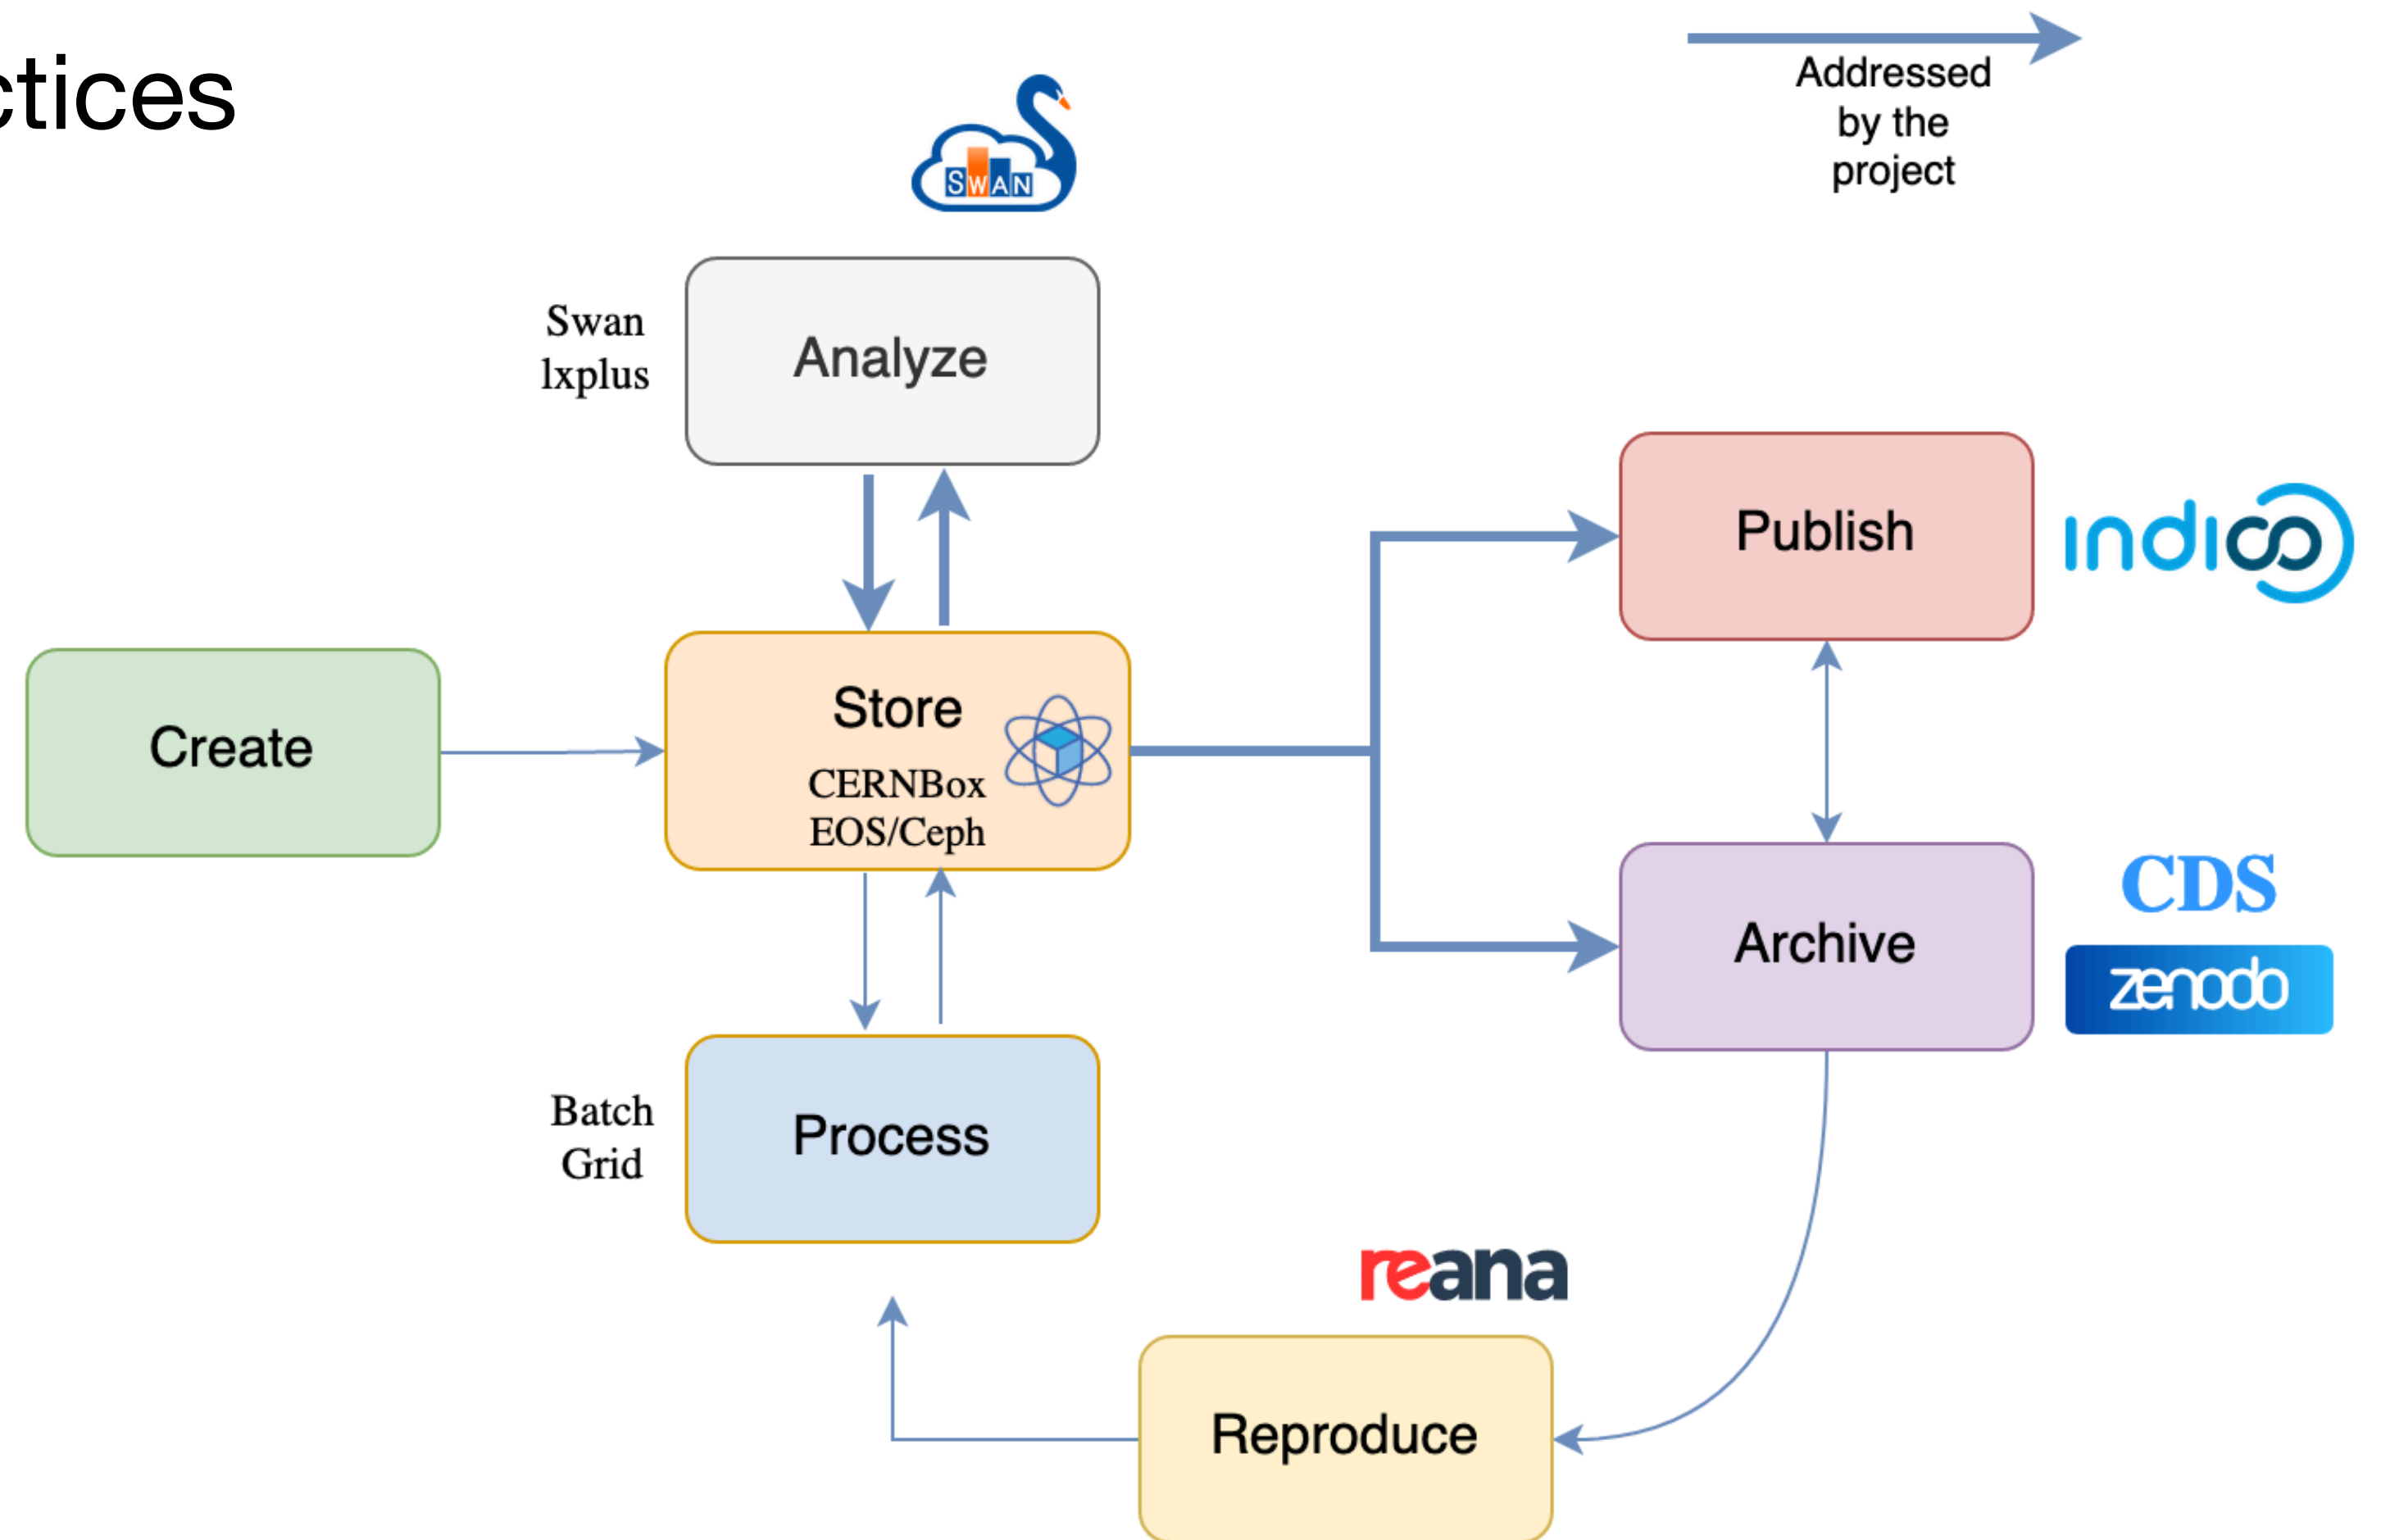 ctices
Addressed
by the
project
SWAN
Swan
lxplus
Analyze
Publish
indico
Create
Store
CERNBox
EOS/Ceph
CDS
zenodo
Archive
Batch
Grid
Process
reana
Reproduce